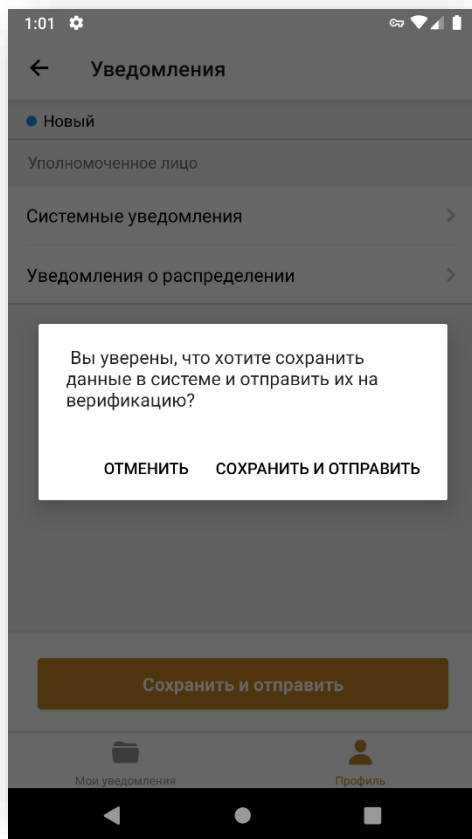 1:01
Уведомления
Новый
Уполномоченное лицо
Системные уведомления
Уведомления о распределении
Вы уверены, что хотите сохранить
данные в системе и отправить их на
верификацию?
ОТМЕНИТЬ СОХРАНИТЬ И ОТПРАВИТЬ
Сохранить и отправить
Мои уведомления Профиль